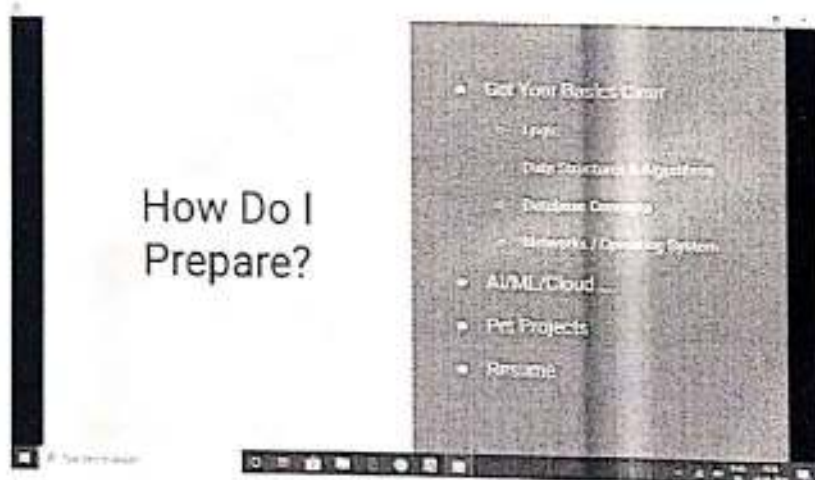 How Do I
Prepare?
Get Your Basics Clear
Logic
Data Structures & Algorithms
Database Concepts
Networks / Operating System
AI/ML/Cloud ...
Pet Projects
Resume